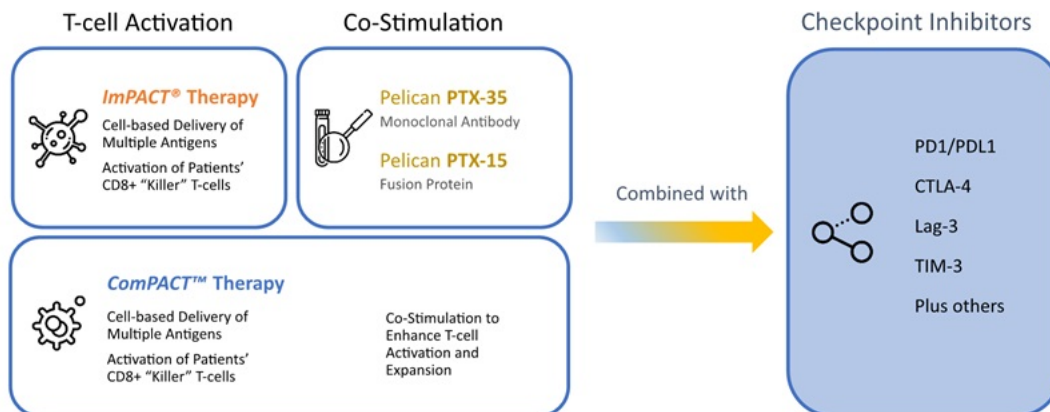 T-cell Activation
Co-Stimulation
Checkpoint Inhibitors
ImPACT® Therapy
Cell-based Delivery of
Multiple Antigens
Activation of Patients’
CD8+ “Killer” T-cells
Pelican PTX-35
Monoclonal Antibody
Pelican PTX-15
Fusion Protein
ComPACT™ Therapy
Cell-based Delivery of
Multiple Antigens
Activation of Patients’
CD8+ “Killer” T-cells
Co-Stimulation to
Enhance T-cell
Activation and
Expansion
Combined with
PD1/PDL1
CTLA-4
Lag-3
TIM-3
Plus others